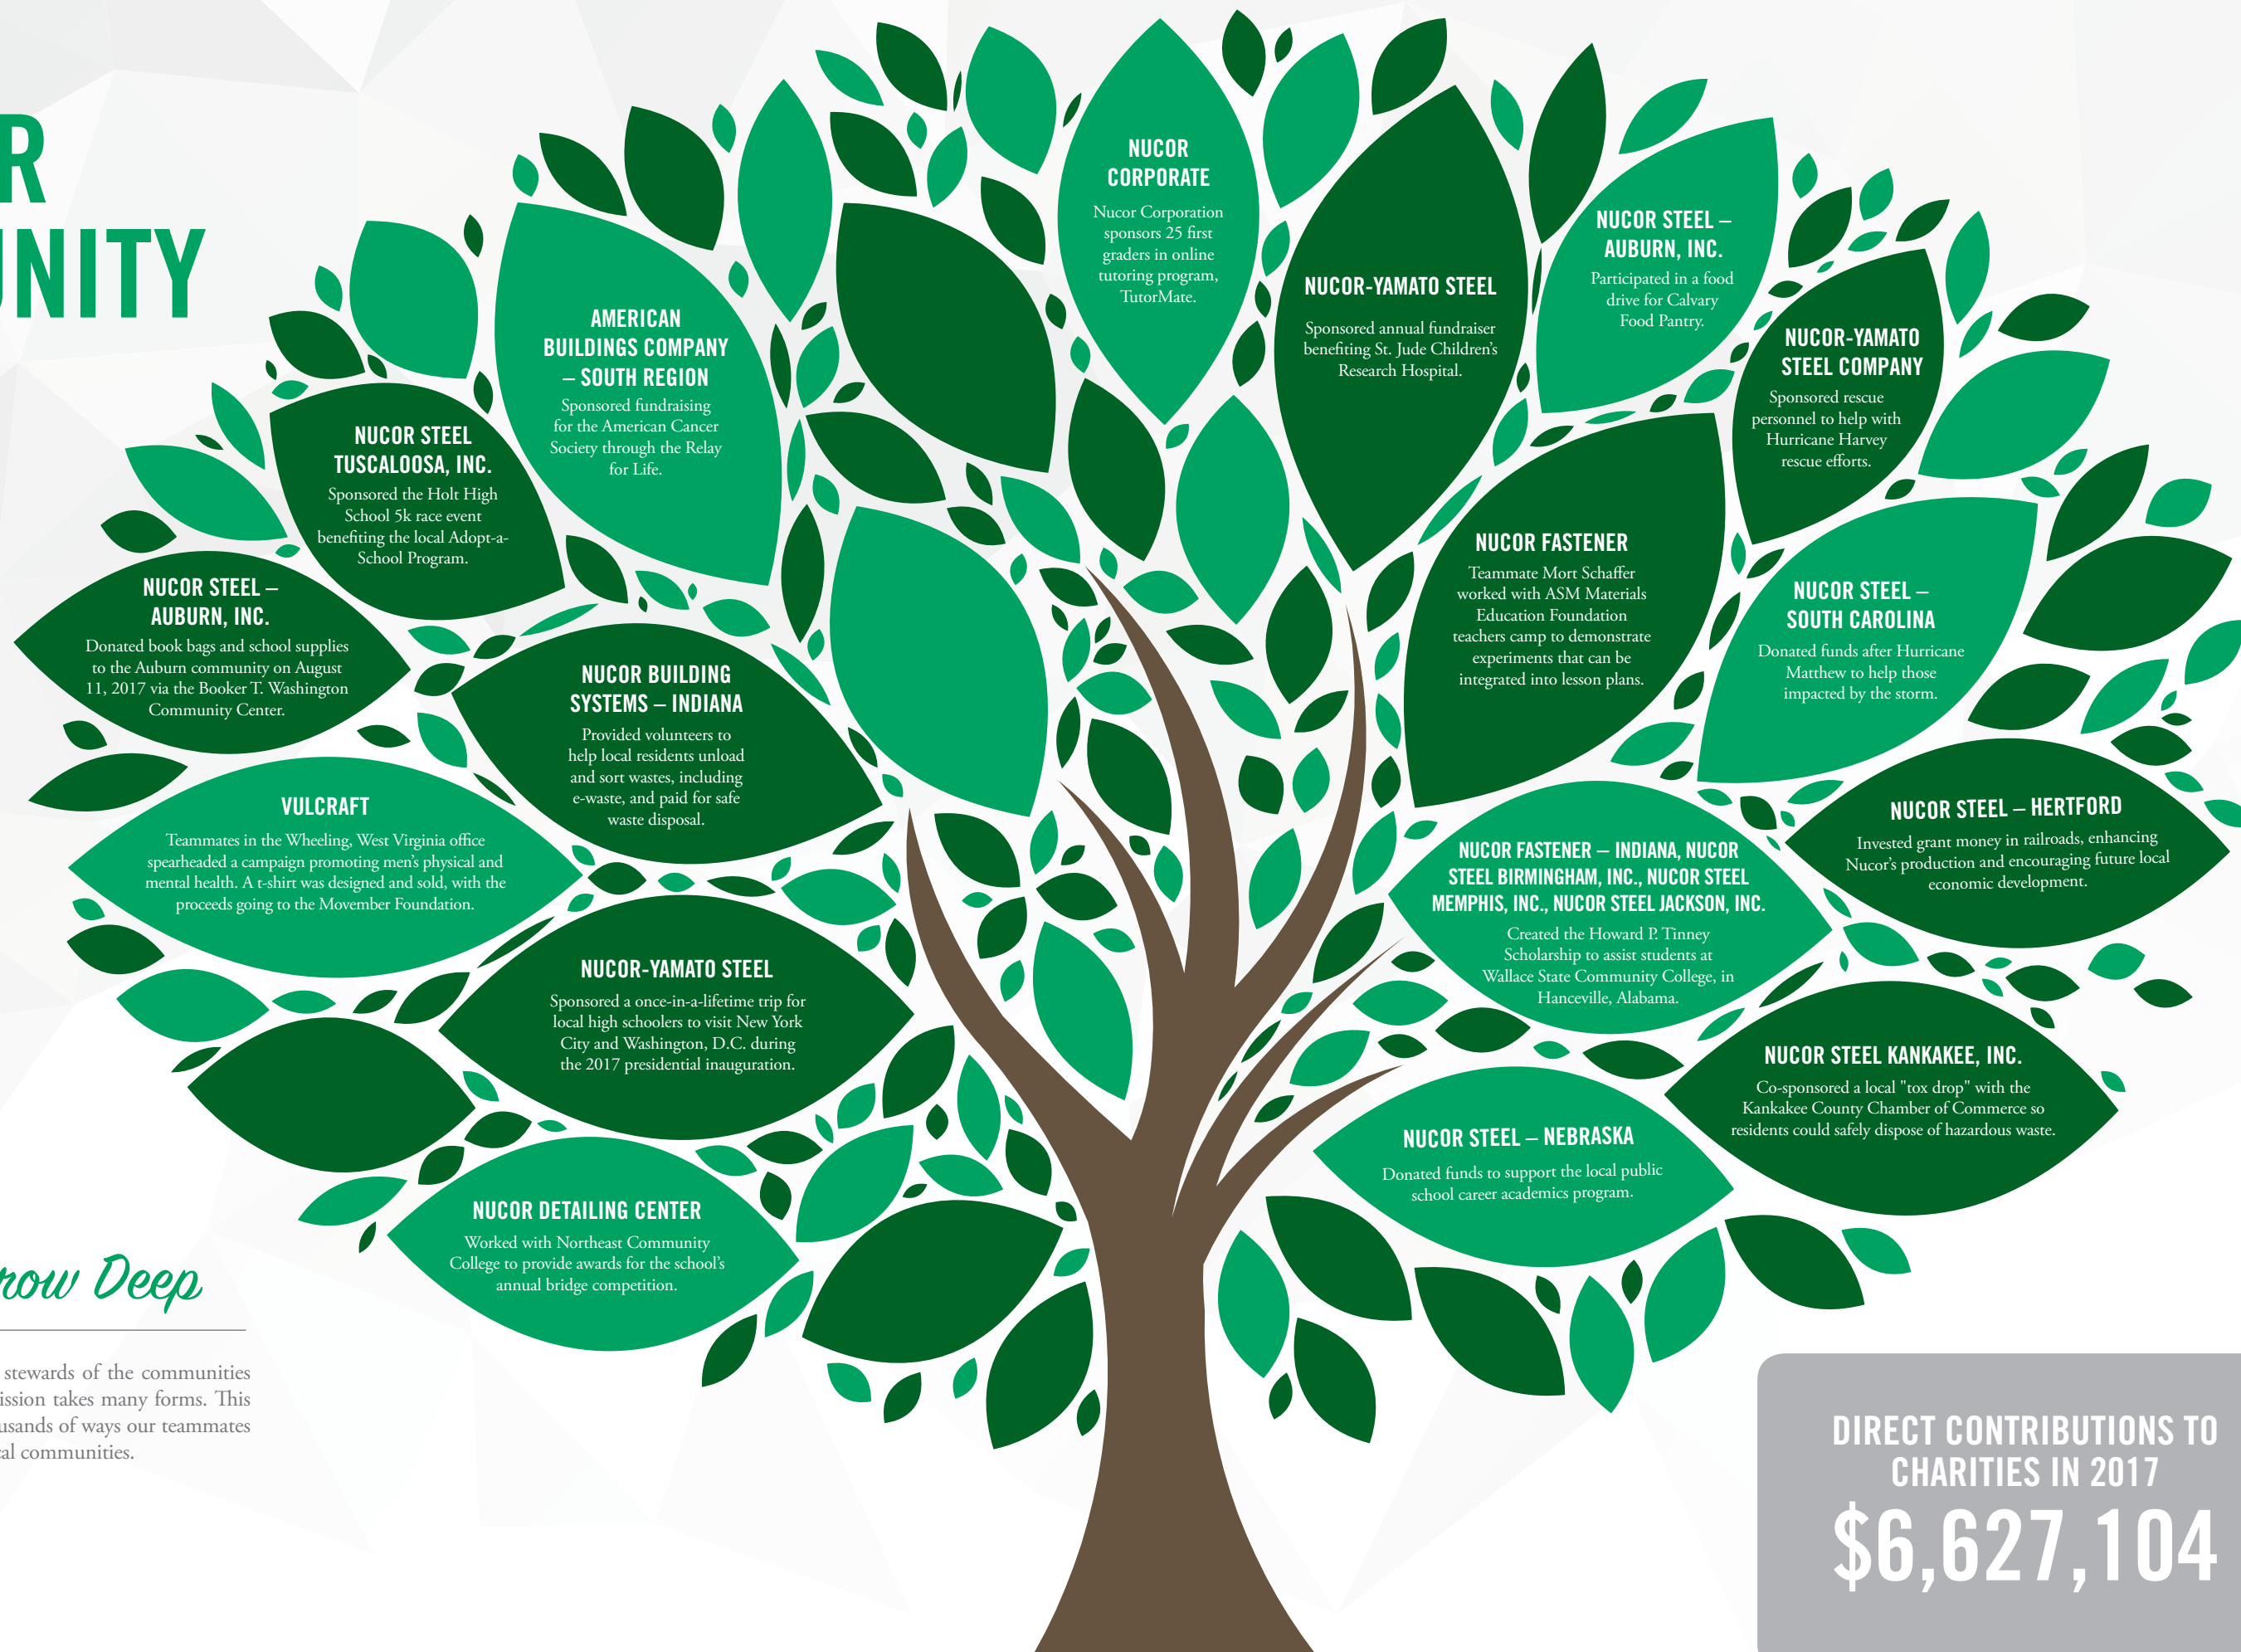 R
UNITY
row Deep
stewards of the communities
ission takes many forms. This
usands of ways our teammates
cal communities.
NUCOR
CORPORATE
Nucor Corporation
sponsors 25 first
graders in online
tutoring program,
TutorMate.
NUCOR-YAMATO STEEL
Sponsored annual fundraiser
benefiting St. Jude Children's
Research Hospital.
NUCOR STEEL –
AUBURN, INC.
Participated in a food
drive for Calvary
Food Pantry.
NUCOR-YAMATO
STEEL COMPANY
Sponsored rescue
personnel to help with
Hurricane Harvey
rescue efforts.
AMERICAN
BUILDINGS COMPANY
– SOUTH REGION
Sponsored fundraising
for the American Cancer
Society through the Relay
for Life.
NUCOR STEEL
TUSCALOOSA, INC.
Sponsored the Holt High
School 5k race event
benefiting the local Adopt-a-
School Program.
NUCOR STEEL –
AUBURN, INC.
Donated book bags and school supplies
to the Auburn community on August
11, 2017 via the Booker T. Washington
Community Center.
NUCOR BUILDING
SYSTEMS – INDIANA
Provided volunteers to
help local residents unload
and sort wastes, including
e-waste, and paid for safe
waste disposal.
NUCOR FASTENER
Teammate Mort Schaffer
worked with ASM Materials
Education Foundation
teachers camp to demonstrate
experiments that can be
integrated into lesson plans.
NUCOR STEEL –
SOUTH CAROLINA
Donated funds after Hurricane
Matthew to help those
impacted by the storm.
VULCRAFT
Teammates in the Wheeling, West Virginia office
spearheaded a campaign promoting men's physical and
mental health. A t-shirt was designed and sold, with the
proceeds going to the Movember Foundation.
NUCOR FASTENER – INDIANA, NUCOR
STEEL BIRMINGHAM, INC., NUCOR STEEL
MEMPHIS, INC., NUCOR STEEL JACKSON, INC.
Created the Howard P. Tinney
Scholarship to assist students at
Wallace State Community College, in
Hanceville, Alabama.
NUCOR STEEL – HERTFORD
Invested grant money in railroads, enhancing
Nucor's production and encouraging future local
economic development.
NUCOR-YAMATO STEEL
Sponsored a once-in-a-lifetime trip for
local high schoolers to visit New York
City and Washington, D.C. during
the 2017 presidential inauguration.
NUCOR STEEL KANKAKEE, INC.
Co-sponsored a local "tox drop" with the
Kankakee County Chamber of Commerce so
residents could safely dispose of hazardous waste.
NUCOR STEEL – NEBRASKA
Donated funds to support the local public
school career academics program.
NUCOR DETAILING CENTER
Worked with Northeast Community
College to provide awards for the school's
annual bridge competition.
DIRECT CONTRIBUTIONS TO
CHARITIES IN 2017
$6,627,104